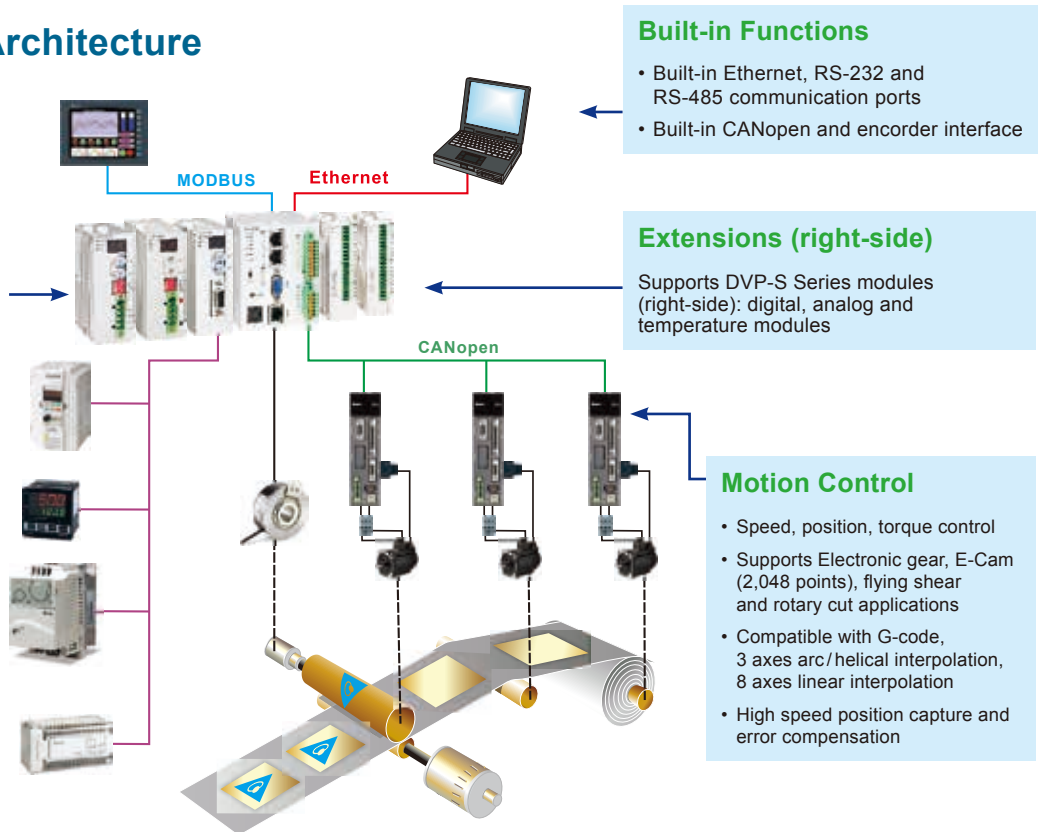 Architecture
Built-in Functions
• Built-in Ethernet, RS-232 and
RS-485 communication ports
• Built-in CANopen and encorder interface
MODBUS
Ethernet
Extensions (right-side)
Supports DVP-S Series modules
(right-side): digital, analog and
temperature modules
CANopen
Motion Control
• Speed, position, torque control
• Supports Electronic gear, E-Cam
(2,048 points), flying shear
and rotary cut applications
• Compatible with G-code,
3 axes arc/helical interpolation,
8 axes linear interpolation
• High speed position capture and
error compensation